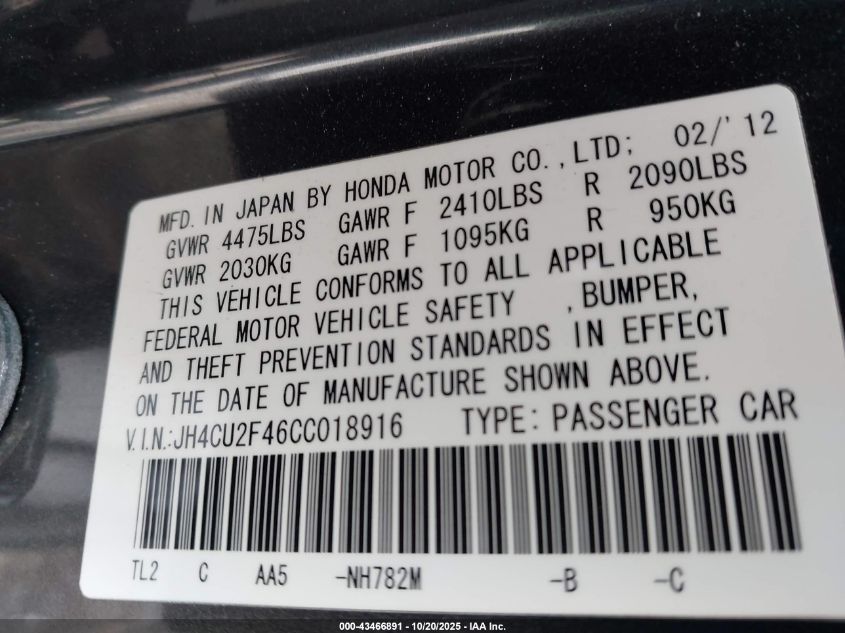 MFD. IN JAPAN BY HONDA MOTOR CO.,LTD; 02/'12
GVWR 4475LBS GAWR F 2410LBS R 2090LBS
GVWR 2030KG GAWR F 1095KG R 950KG
THIS VEHICLE CONFORMS TO ALL APPLICABLE
FEDERAL MOTOR VEHICLE SAFETY , BUMPER,
AND THEFT PREVENTION STANDARDS IN EFFECT
ON THE DATE OF MANUFACTURE SHOWN ABOVE.
V.I.N.:JH4CU2F46CC018916 TYPE:PASSENGER CAR
TL2 C AA5 -NH782M -B -C
000-43466891 - 10/20/2025 - IAA Inc.